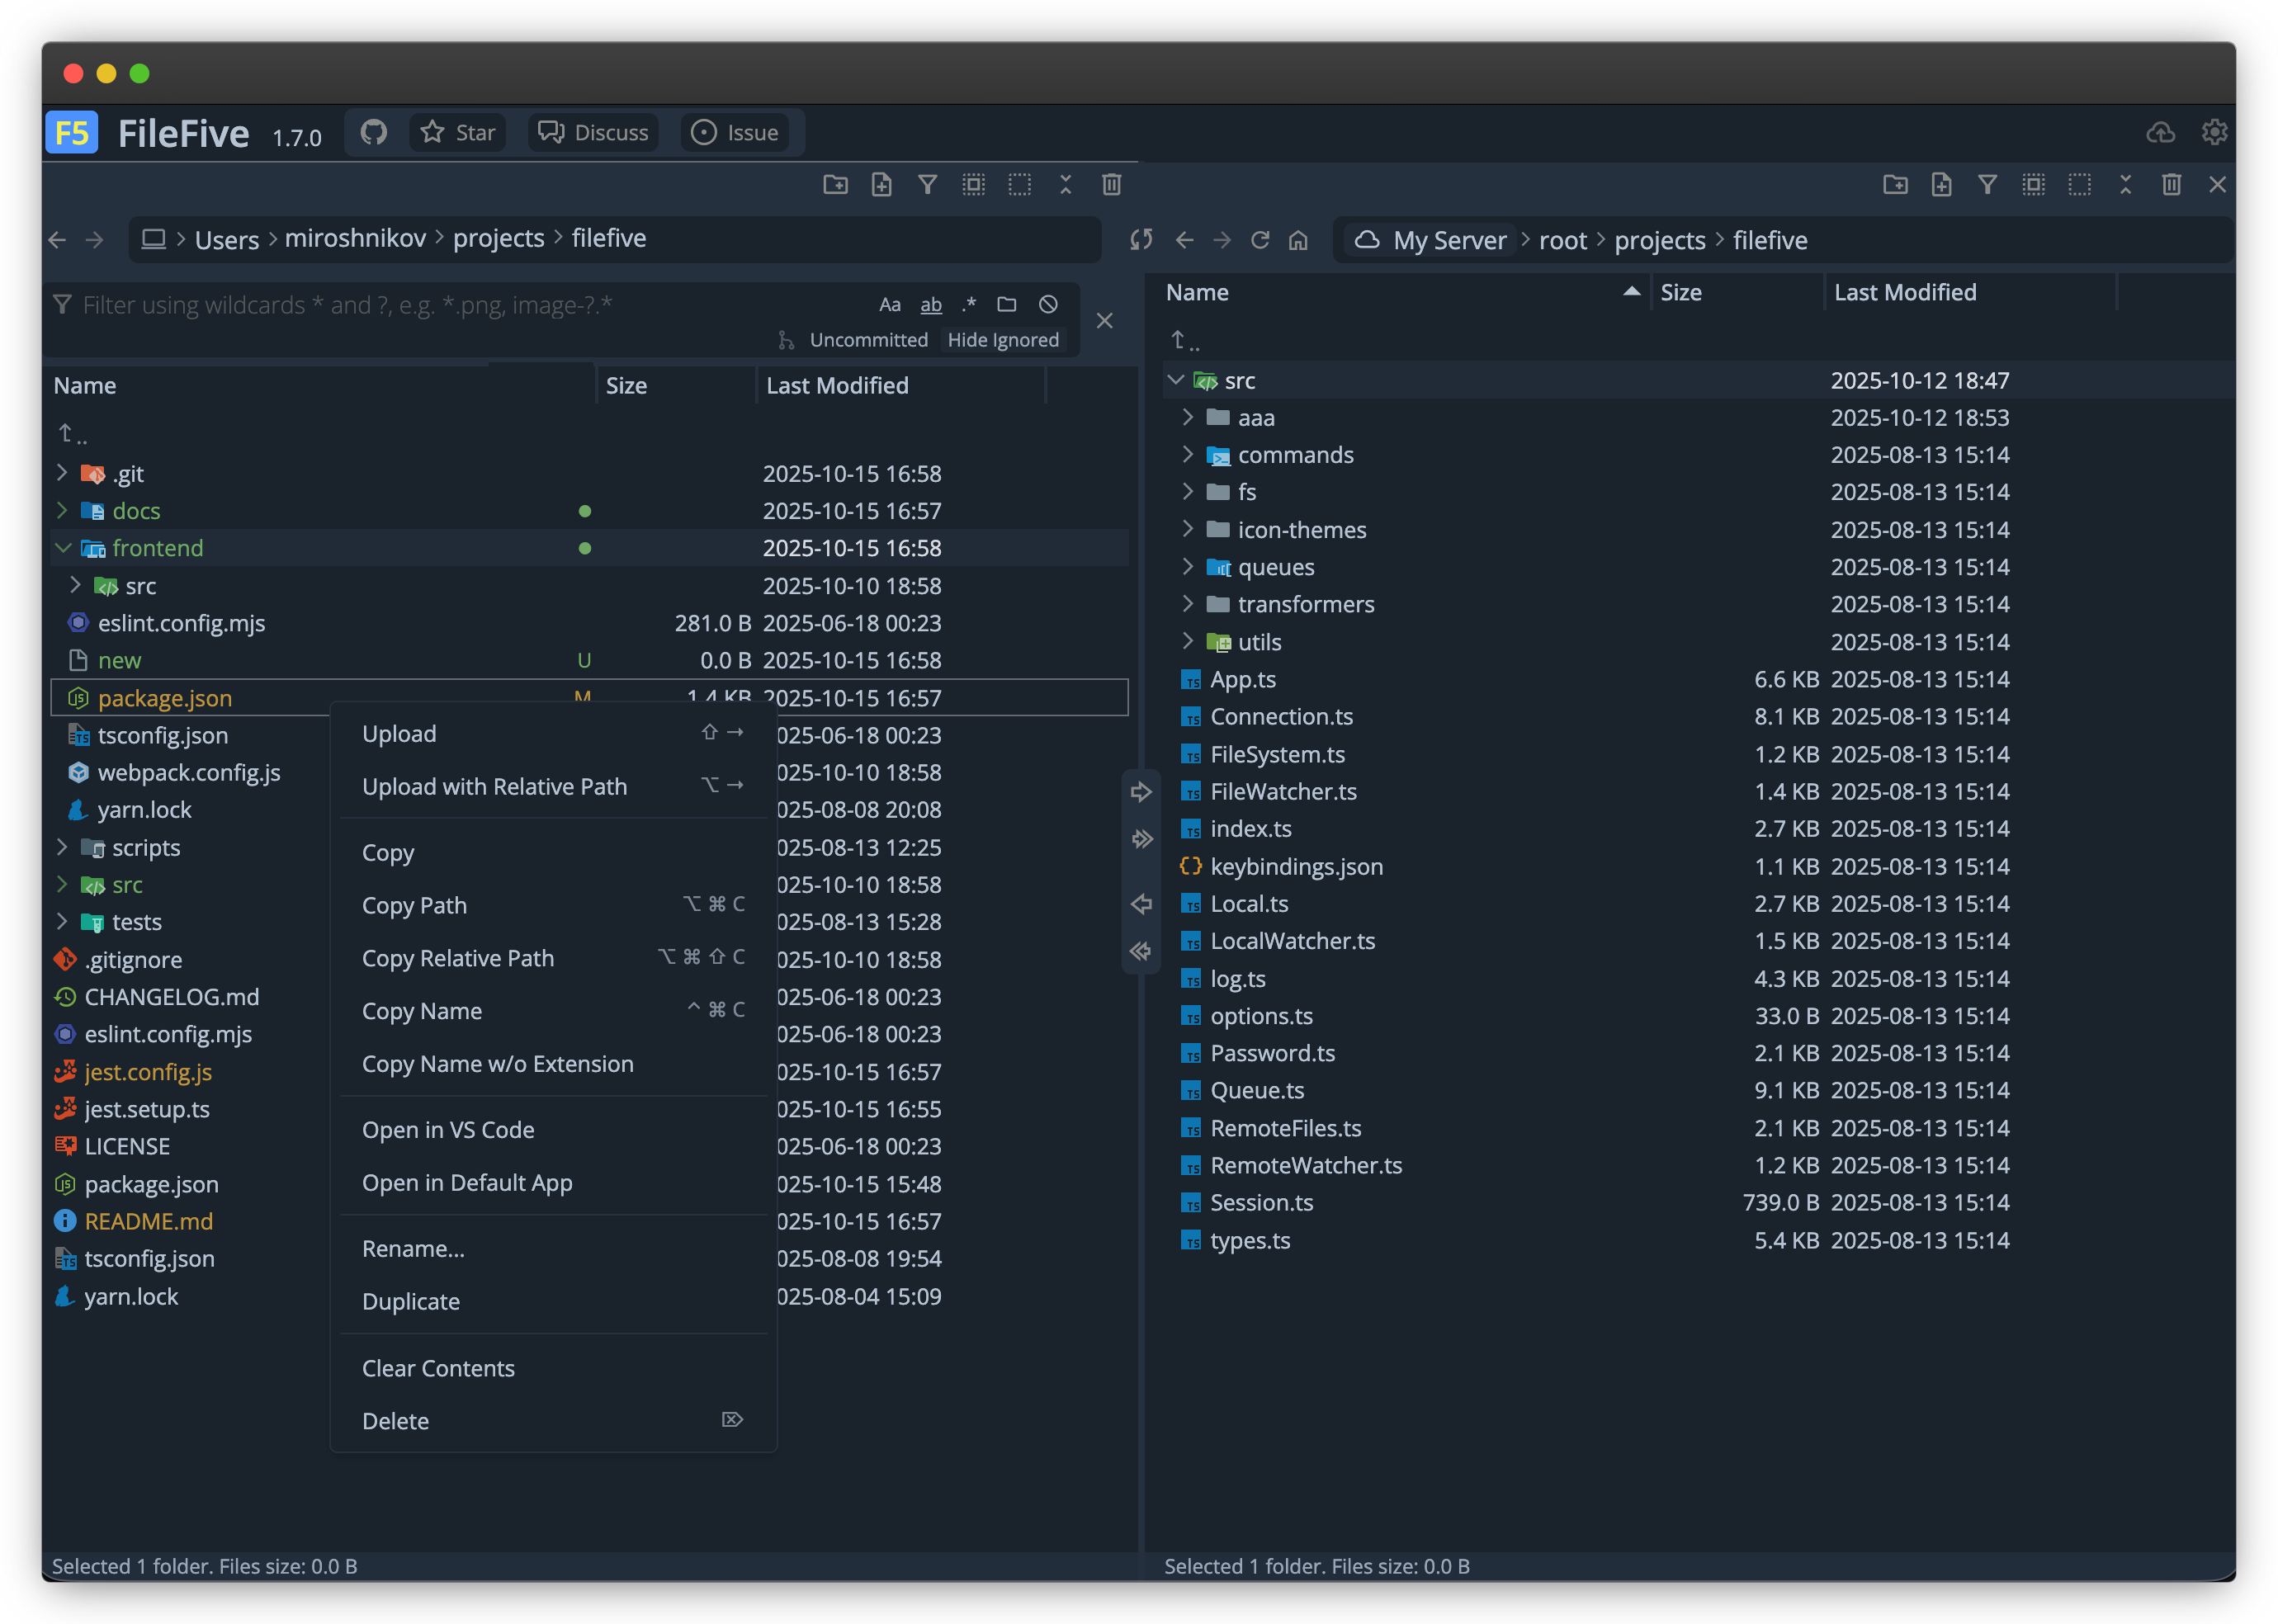 F5 FileFive 1.7.0 Star Discuss Issue
Users miroshnikov projects filefive
Filter using wildcards * and ?, e.g. *.png, image-?.*
Aa ab .*
Uncommitted Hide Ignored
Name Size Last Modified
..
.git 2025-10-15 16:58
docs 2025-10-15 16:57
frontend 2025-10-15 16:58
src 2025-10-10 18:58
eslint.config.mjs 281.0 B 2025-06-18 00:23
new U 0.0 B 2025-10-15 16:58
package.json M 1.4 KB 2025-10-15 16:57
tsconfig.json 025-06-18 00:23
webpack.config.js 025-10-10 18:58
yarn.lock 025-08-08 20:08
scripts 025-08-13 12:25
src 025-10-10 18:58
tests 025-08-13 15:28
.gitignore 025-10-10 18:58
CHANGELOG.md 025-06-18 00:23
eslint.config.mjs 025-06-18 00:23
jest.config.js 025-10-15 16:57
jest.setup.ts 025-10-15 16:55
LICENSE 025-06-18 00:23
package.json 025-10-15 15:48
README.md 025-10-15 16:57
tsconfig.json 025-08-08 19:54
yarn.lock 025-08-04 15:09
Upload ⇧ →
Upload with Relative Path ⌥ →
Copy
Copy Path ⌥ ⌘ C
Copy Relative Path ⌥ ⌘ ⇧ C
Copy Name ^ ⌘ C
Copy Name w/o Extension
Open in VS Code
Open in Default App
Rename...
Duplicate
Clear Contents
Delete ⌦
Selected 1 folder. Files size: 0.0 B
My Server root projects filefive
Name Size Last Modified
..
src 2025-10-12 18:47
aaa 2025-10-12 18:53
commands 2025-08-13 15:14
fs 2025-08-13 15:14
icon-themes 2025-08-13 15:14
queues 2025-08-13 15:14
transformers 2025-08-13 15:14
utils 2025-08-13 15:14
App.ts 6.6 KB 2025-08-13 15:14
Connection.ts 8.1 KB 2025-08-13 15:14
FileSystem.ts 1.2 KB 2025-08-13 15:14
FileWatcher.ts 1.4 KB 2025-08-13 15:14
index.ts 2.7 KB 2025-08-13 15:14
keybindings.json 1.1 KB 2025-08-13 15:14
Local.ts 2.7 KB 2025-08-13 15:14
LocalWatcher.ts 1.5 KB 2025-08-13 15:14
log.ts 4.3 KB 2025-08-13 15:14
options.ts 33.0 B 2025-08-13 15:14
Password.ts 2.1 KB 2025-08-13 15:14
Queue.ts 9.1 KB 2025-08-13 15:14
RemoteFiles.ts 2.1 KB 2025-08-13 15:14
RemoteWatcher.ts 1.2 KB 2025-08-13 15:14
Session.ts 739.0 B 2025-08-13 15:14
types.ts 5.4 KB 2025-08-13 15:14
Selected 1 folder. Files size: 0.0 B